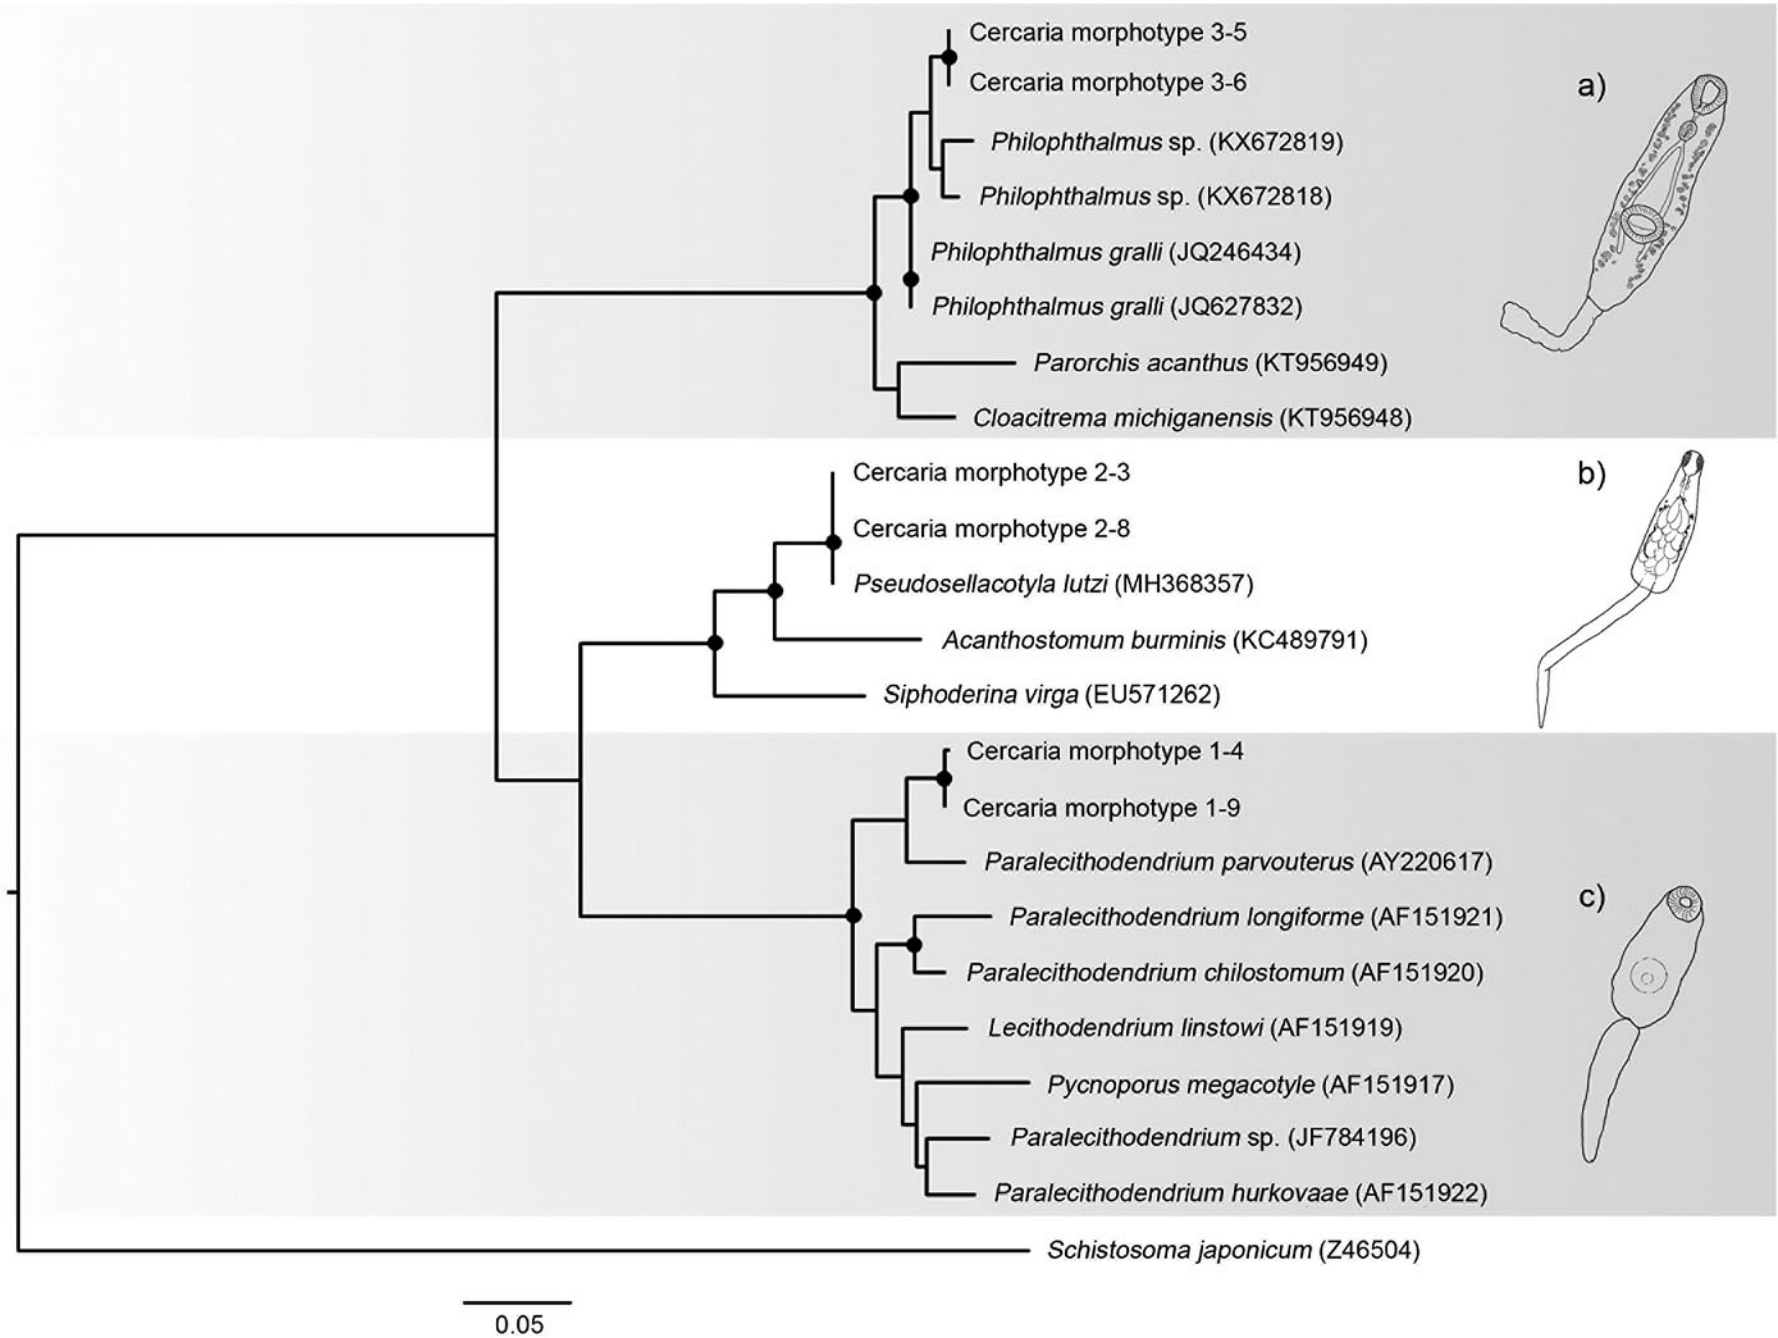 Cercaria morphotype 3-5
Cercaria morphotype 3-6
a)
Philophthalmus sp. (KX672819)
Philophthalmus sp. (KX672818)
Philophthalmus gralli (JQ246434)
Philophthalmus gralli (JQ627832)
Parorchis acanthus (KT956949)
Cloacitrema michiganensis (KT956948)
Cercaria morphotype 2-3
b)
Cercaria morphotype 2-8
Pseudosellacotyla lutzi (MH368357)
Acanthostomum burminis (KC489791)
Siphoderina virga (EU571262)
Cercaria morphotype 1-4
Cercaria morphotype 1-9
Paralecithodendrium parvouterus (AY220617)
c)
Paralecithodendrium longiforme (AF151921)
Paralecithodendrium chilostomum (AF151920)
Lecithodendrium linstowi (AF151919)
Pycnoporus megacotyle (AF151917)
Paralecithodendrium sp. (JF784196)
Paralecithodendrium hurkovaae (AF151922)
Schistosoma japonicum (Z46504)
0.05